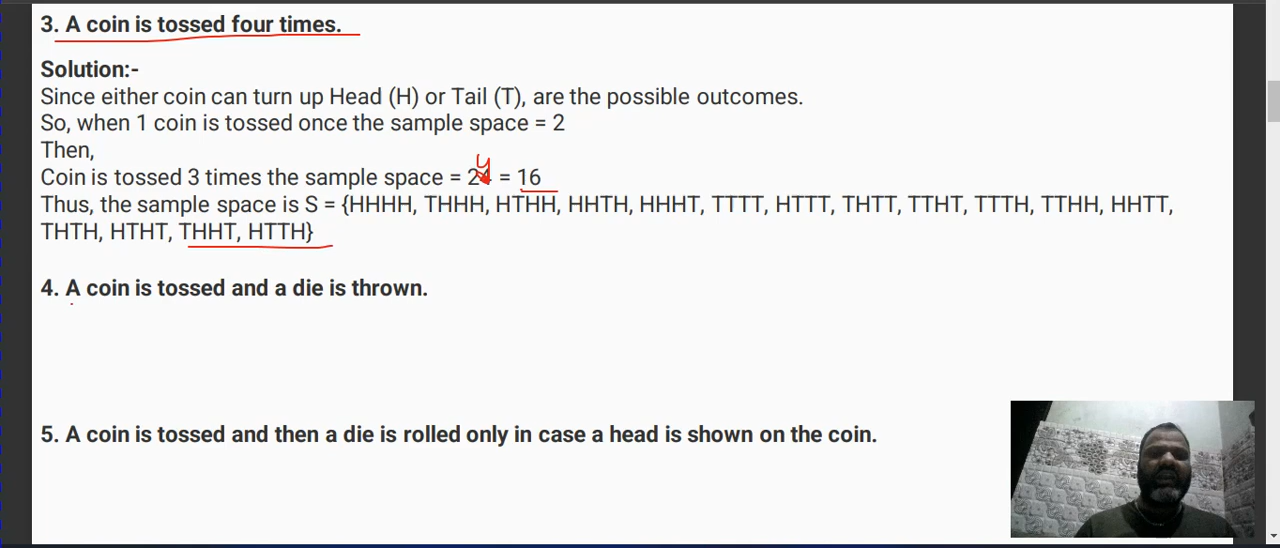 3. A coin is tossed four times.
Solution:-
Since either coin can turn up Head (H) or Tail (T), are the possible outcomes.
So, when 1 coin is tossed once the sample space = 2
Then,
Coin is tossed 3 times the sample space = 24 = 16
Thus, the sample space is S = {HHHH, THHH, HTHH, HHTH, HHHT, TTTT, HTTT, THTT, TTHT, TTTH, TTHH, HHTT,
THTH, HTHT, THHT, HTTH}
4. A coin is tossed and a die is thrown.
5. A coin is tossed and then a die is rolled only in case a head is shown on the coin.